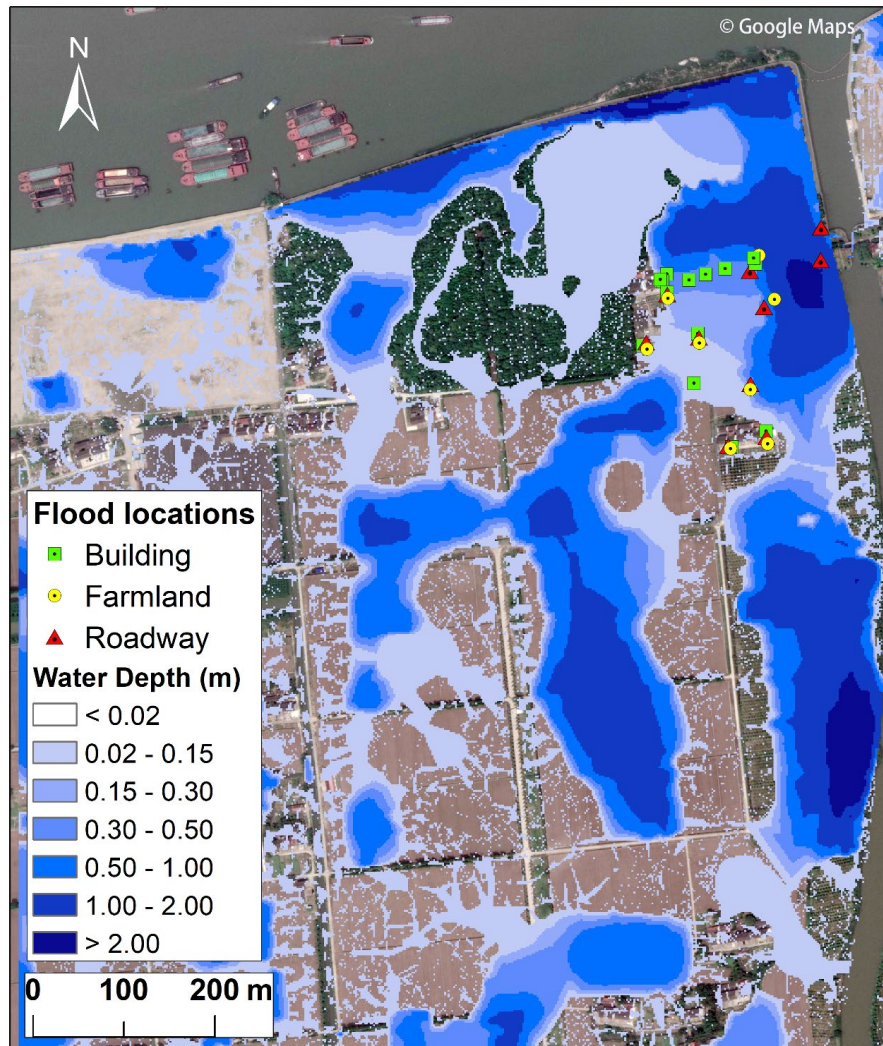 © Google Maps
N
Flood locations
Building
Farmland
Roadway
Water Depth (m)
< 0.02
0.02 - 0.15
0.15 - 0.30
0.30 - 0.50
0.50 - 1.00
1.00 - 2.00
> 2.00
0 100 200 m